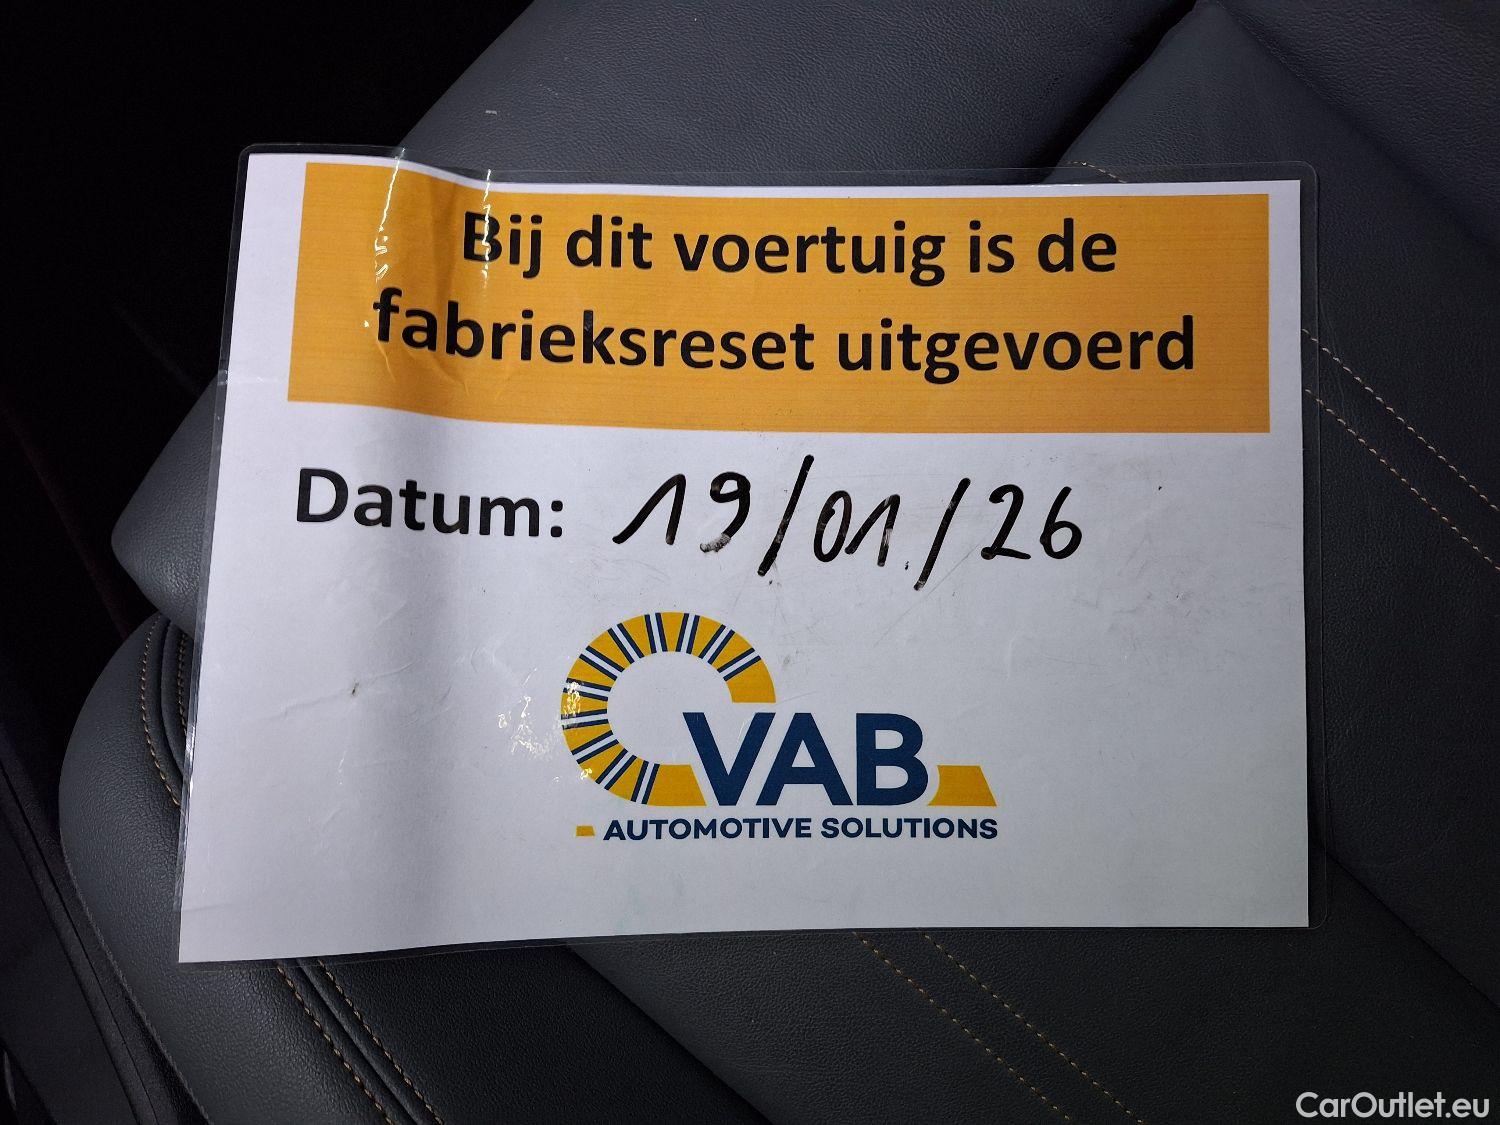 Bij dit voertuig is de
fabrieksreset uitgevoerd
Datum: 19/01/26
VAB
AUTOMOTIVE SOLUTIONS
CarOutlet.eu